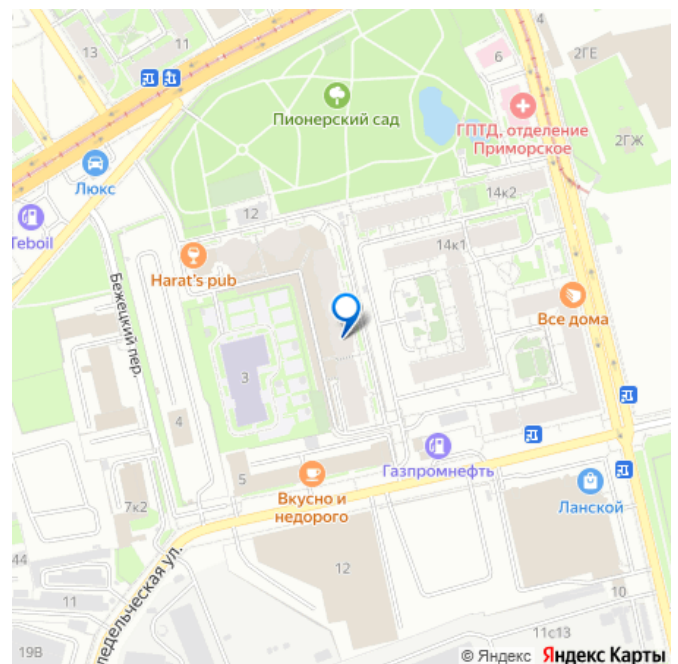 4
2ГЕ
11
13
6
Пионерский сад
ГПТД, отделение
Приморское
2ГЖ
Люкс
14к2
12
Teboil
14к1
Harat's pub
Бежецкий пер.
Все дома
3
4
5
Газпромнефть
Вкусно и
недорого
Ланской
7к2
44
12
ледельческая ул.
11
10
11с13
19В
© Яндекс Яндекс Карты